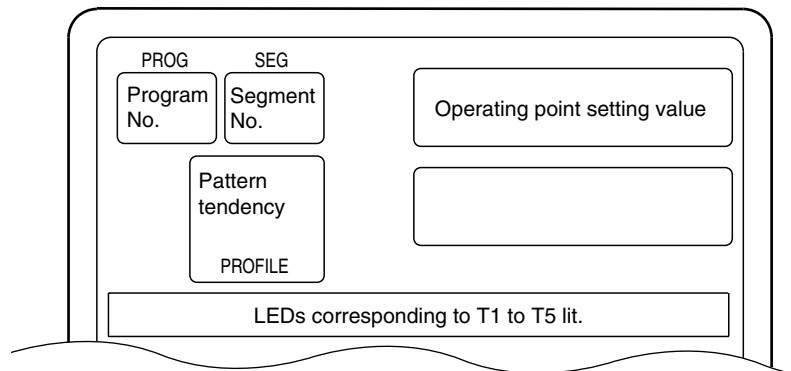 PROG SEG
Program No.
Segment No.
Operating point setting value
Pattern tendency
PROFILE
LEDs corresponding to T1 to T5 lit.